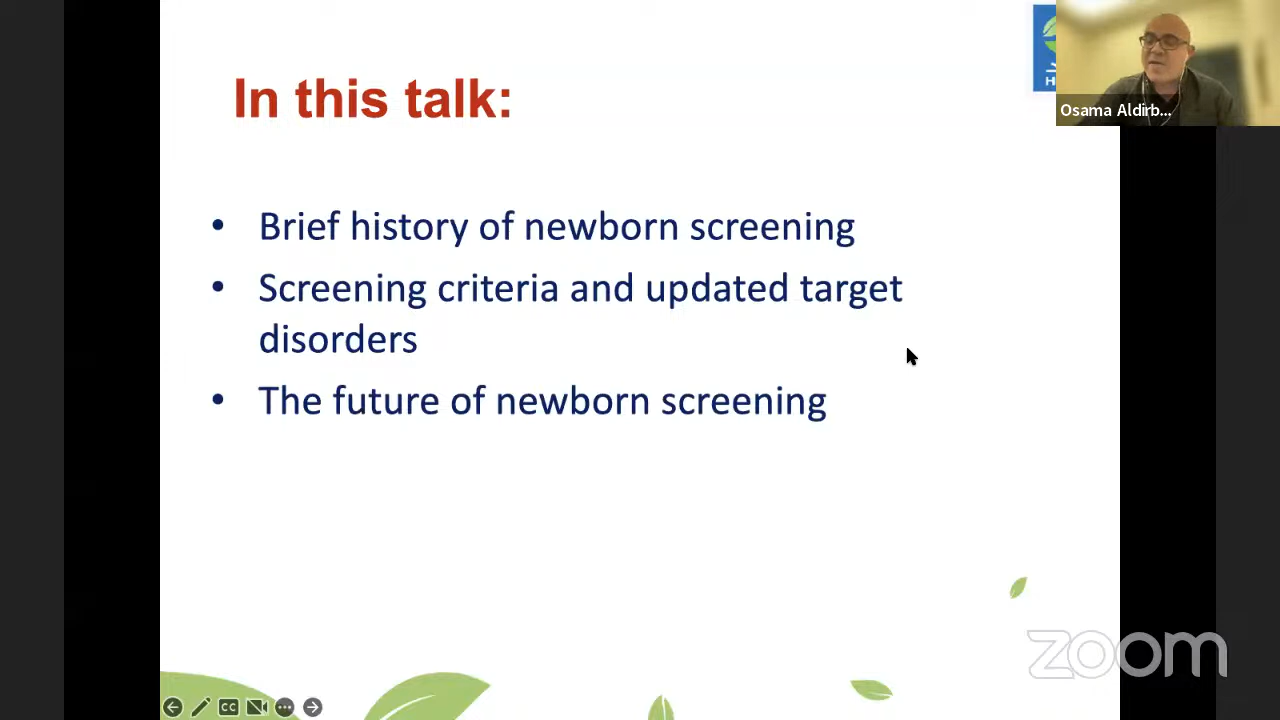 In this talk:
Osama Aldirb...
• Brief history of newborn screening
• Screening criteria and updated target
disorders
• The future of newborn screening
zoom
CC